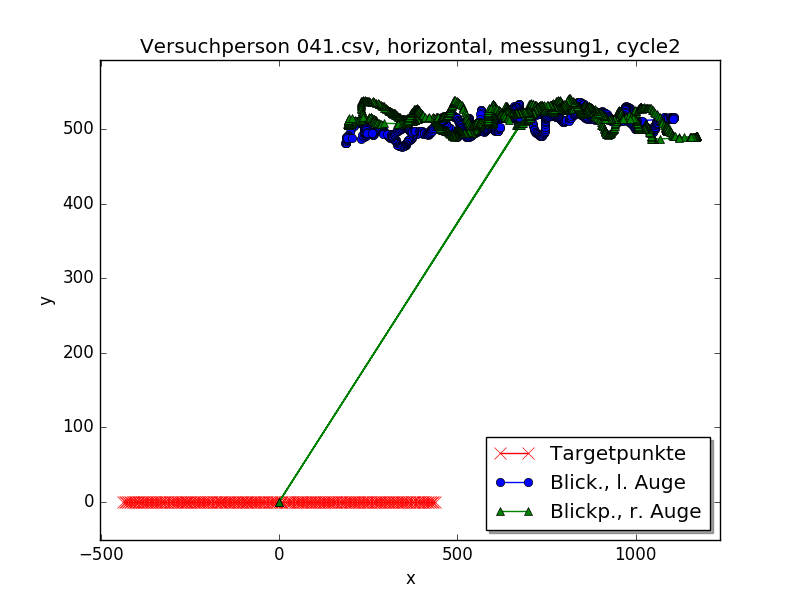 Versuchperson 041.csv, horizontal, messung1, cycle2
y
500
400
300
200
100
0
−500 0 500 1000
x
Targetpunkte
Blick., l. Auge
Blickp., r. Auge